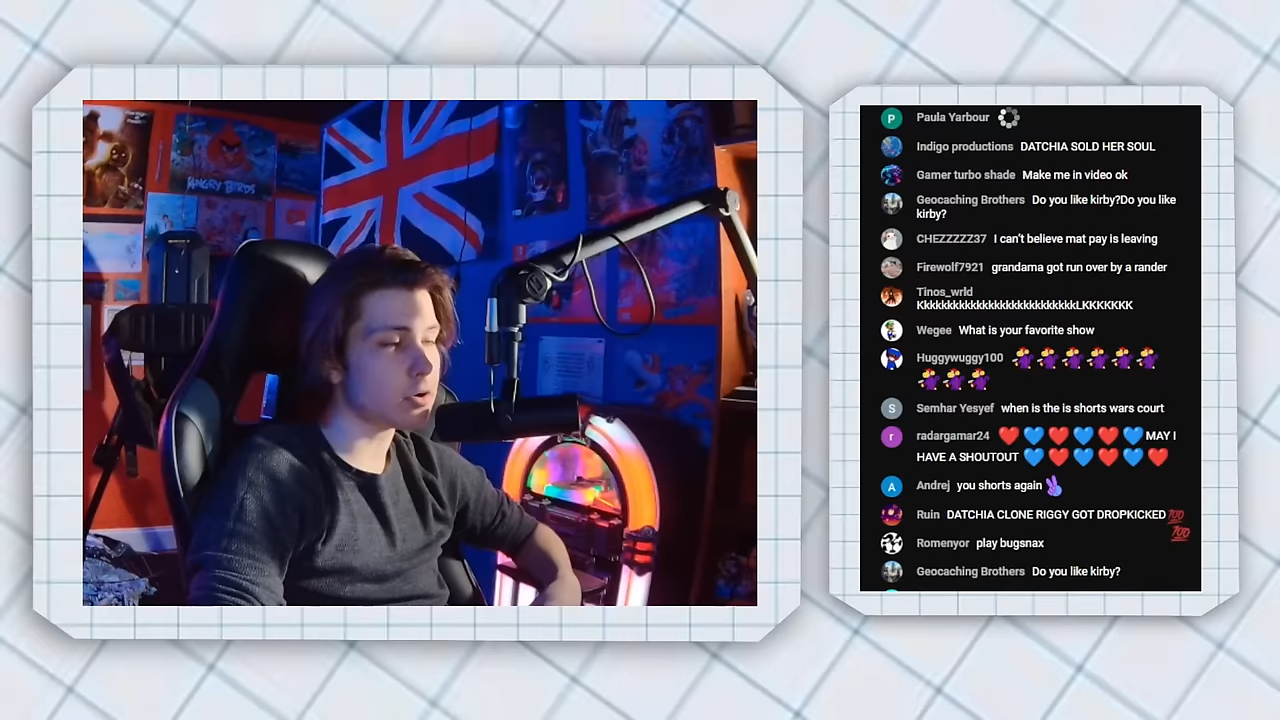 ANGRY BIRDS
Paula Yarbour
Indigo productions DATCHIA SOLD HER SOUL
Gamer turbo shade Make me in video ok
Geocaching Brothers Do you like kirby?Do you like
kirby?
CHEZZZZZ37 I can't believe mat pay is leaving
Firewolf7921 grandama got run over by a rander
Tinos_wrld
KkkkkkkkkkkkkkkkkkkkkkkkkkkLKKKKKKK
Wegee What is your favorite show
Huggywuggy100
Semhar Yesyef when is the is shorts wars court
radargamar24 ❤️💙❤️💙❤️💙 MAY I
HAVE A SHOUTOUT 💙❤️💙❤️💙❤️
Andrej you shorts again
Ruin DATCHIA CLONE RIGGY GOT DROPKICKED 💯
💯
Romenyor play bugsnax
Geocaching Brothers Do you like kirby?